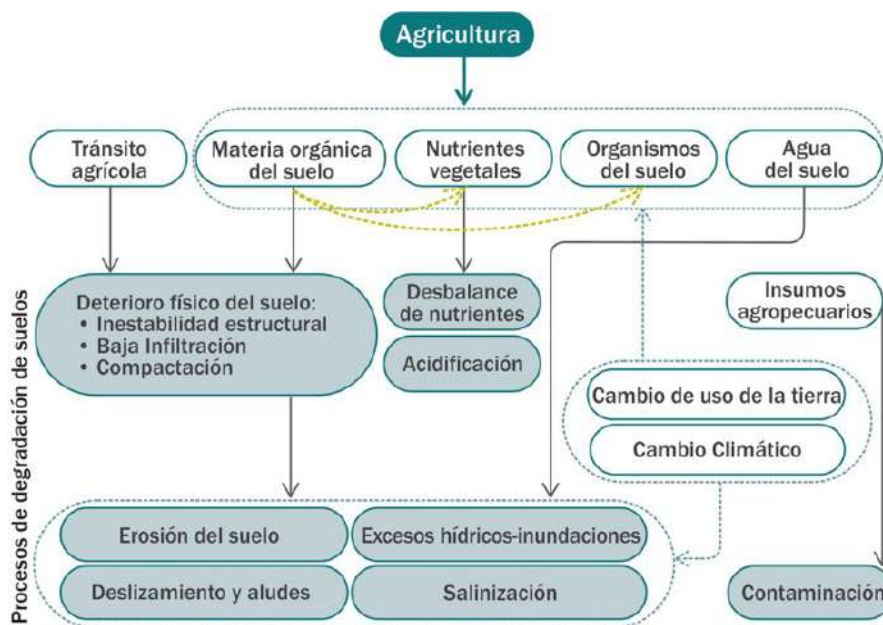 Agricultura
Tránsito
agrícola
Materia orgánica
del suelo
Nutrientes
vegetales
Organismos
del suelo
Agua
del suelo
Procesos de degradación de suelos
Deterioro físico del suelo:
• Inestabilidad estructural
• Baja Infiltración
• Compactación
Desbalance
de nutrientes
Acidificación
Insumos
agropecuarios
Cambio de uso de la tierra
Cambio Climático
Erosión del suelo
Excesos hídricos-inundaciones
Deslizamiento y aludes
Salinización
Contaminación